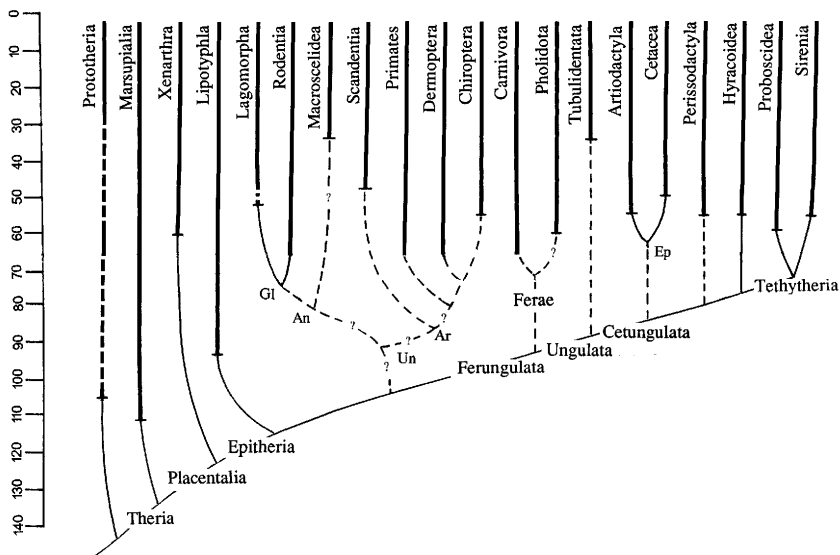 0
10
20
30
40
50
60
70
80
90
100
110
120
130
140
Prototheria
Marsupialia
Xenarthra
Lipotyphla
Lagomorpha
Rodentia
Macroscelidea
Scandentia
Primates
Dermoptera
Chiroptera
Carnivora
Pholidota
Tubulidentata
Artiodactyla
Cetacea
Perissodactyla
Hyracoidea
Proboscidea
Sirenia
?
?
Ep
Tethytheria
Gl
Ferae
An
?
?
Ar
?
Cetungulata
Un
?
Ungulata
Ferungulata
Epitheria
Placentalia
Theria